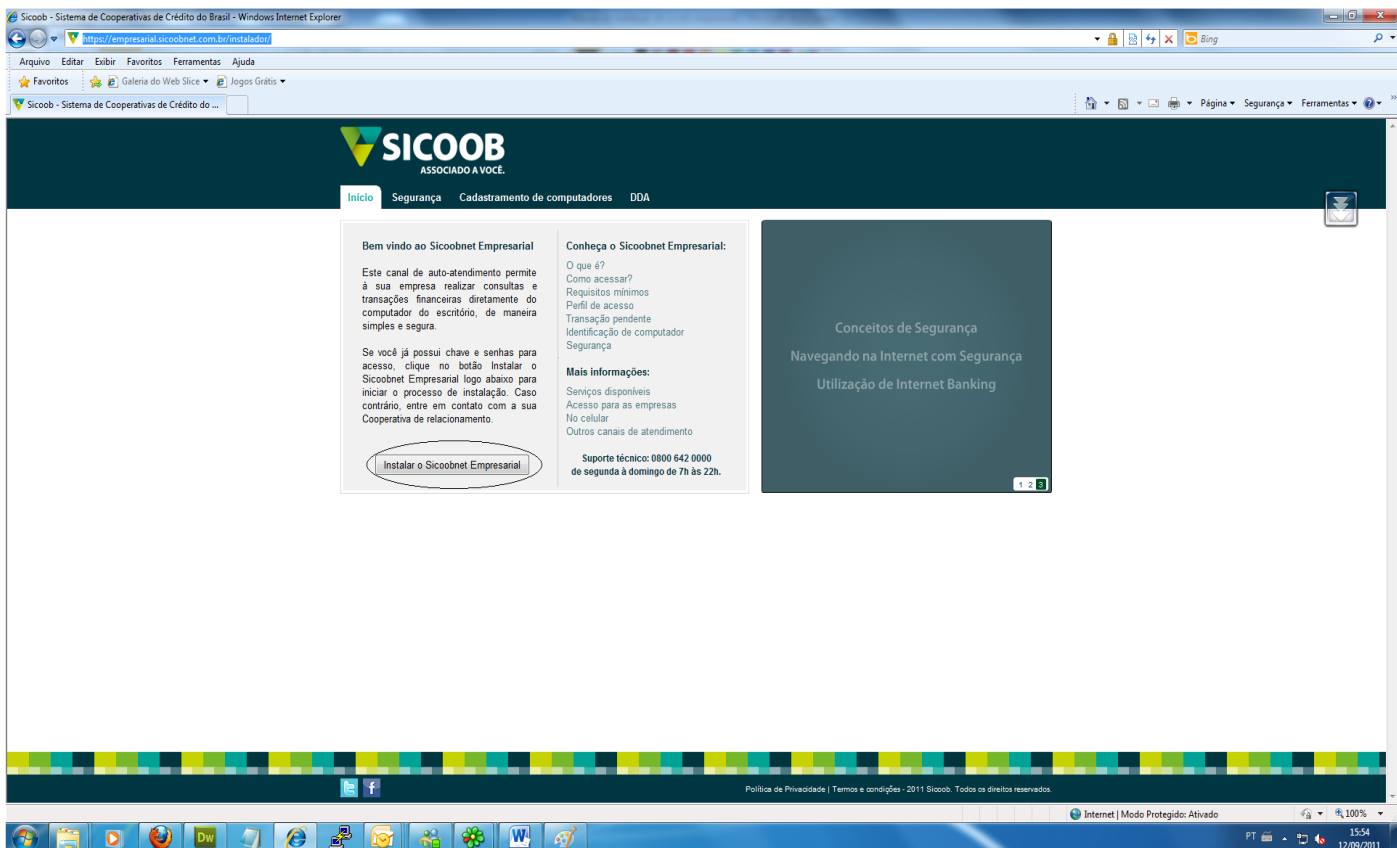 Sicoob - Sistema de Cooperativas de Crédito do Brasil - Windows Internet Explorer
https://empresarial.sicoobnet.com.br/instalador/
Bing
Arquivo Editar Exibir Favoritos Ferramentas Ajuda
Favoritos Galeria do Web Slice Jogos Grátis
Sicoob - Sistema de Cooperativas de Crédito do ...
Página Segurança Ferramentas
SICOOB
ASSOCIADO A VOCÊ.
Início Segurança Cadastramento de computadores DDA
Bem vindo ao Sicoobnet Empresarial
Este canal de auto-atendimento permite
à sua empresa realizar consultas e
transações financeiras diretamente do
computador do escritório, de maneira
simples e segura.
Se você já possui chave e senhas para
acesso, clique no botão Instalar o
Sicoobnet Empresarial logo abaixo para
iniciar o processo de instalação. Caso
contrário, entre em contato com a sua
Cooperativa de relacionamento.
Instalar o Sicoobnet Empresarial
Conheça o Sicoobnet Empresarial:
O que é?
Como acessar?
Requisitos mínimos
Perfil de acesso
Transação pendente
Identificação de computador
Segurança
Mais informações:
Serviços disponíveis
Acesso para as empresas
No celular
Outros canais de atendimento
Suporte técnico: 0800 642 0000
de segunda à domingo de 7h às 22h.
Conceitos de Segurança
Navegando na Internet com Segurança
Utilização de Internet Banking
1 2 3
Política de Privacidade | Termos e condições - 2011 Sicoob. Todos os direitos reservados.
Internet | Modo Protegido: Ativado
100%
Dw
W
PT
15:54
12/09/2011